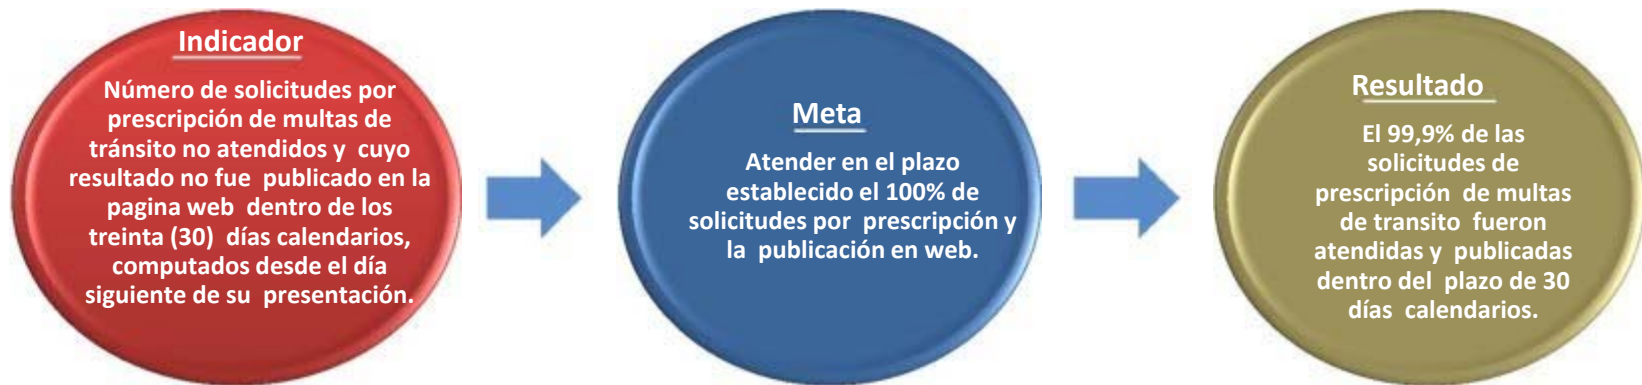 Indicador
Número de solicitudes por
prescripción de multas de
tránsito no atendidos y cuyo
resultado no fue publicado en la
pagina web dentro de los
treinta (30) días calendarios,
computados desde el día
siguiente de su presentación.
Meta
Atender en el plazo
establecido el 100% de
solicitudes por prescripción y
la publicación en web.
Resultado
El 99,9% de las
solicitudes de
prescripción de multas
de transito fueron
atendidas y publicadas
dentro del plazo de 30
días calendarios.